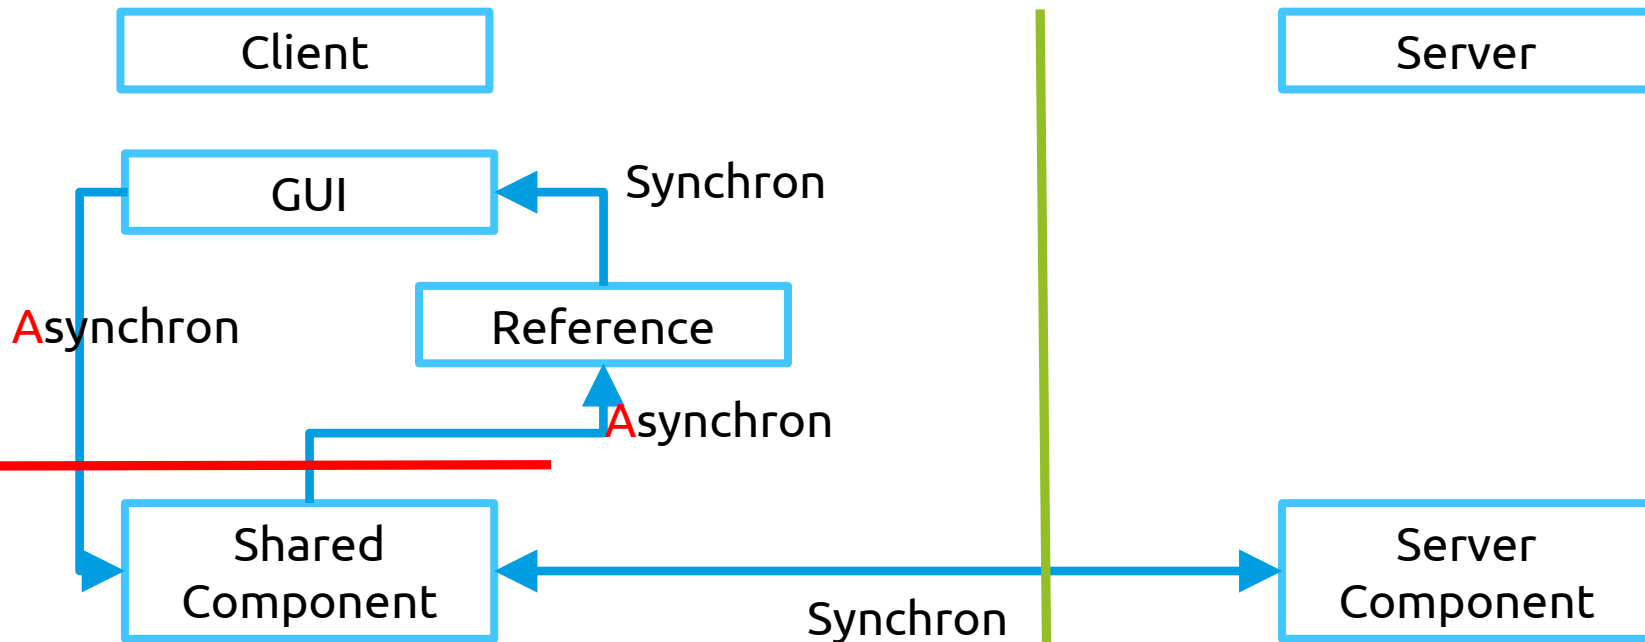 Client
Server
GUI
Synchron
Asynchron
Reference
Asynchron
Shared
Component
Server
Component
Synchron